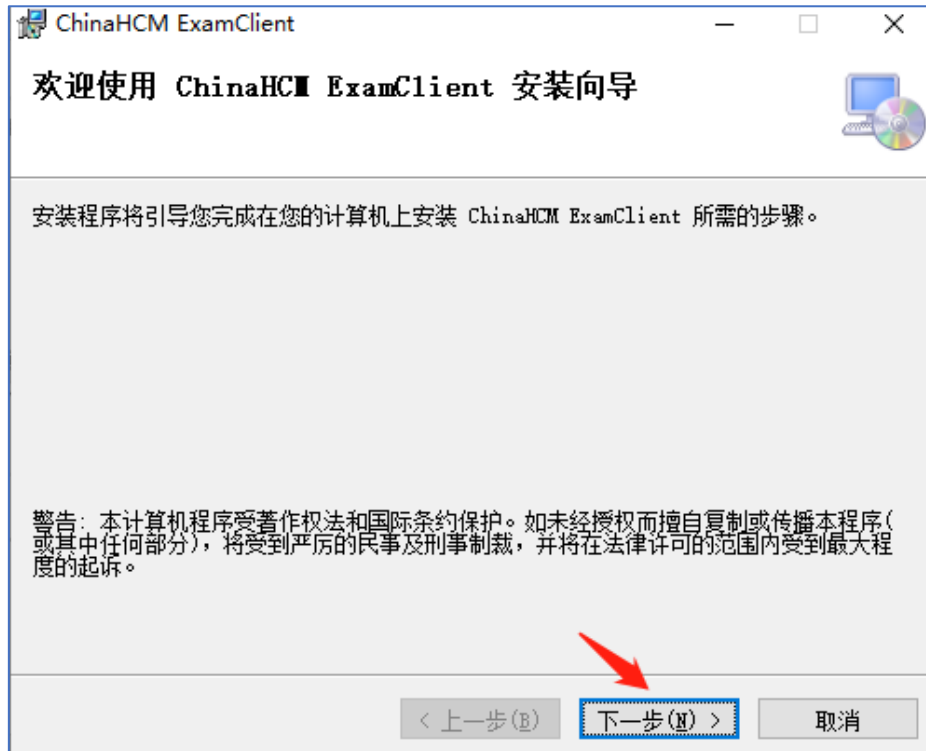 ChinaHCM ExamClient
欢迎使用 ChinaHCM ExamClient 安装向导
安装程序将引导您完成在您的计算机上安装 ChinaHCM ExamClient 所需的步骤。
警告: 本计算机程序受著作权法和国际条约保护。如未经授权而擅自复制或传播本程序(
或其中任何部分)，将受到严厉的民事及刑事制裁，并将在法律许可的范围内受到最大程
度的起诉。
< 上一步(B) 下一步(N) > 取消